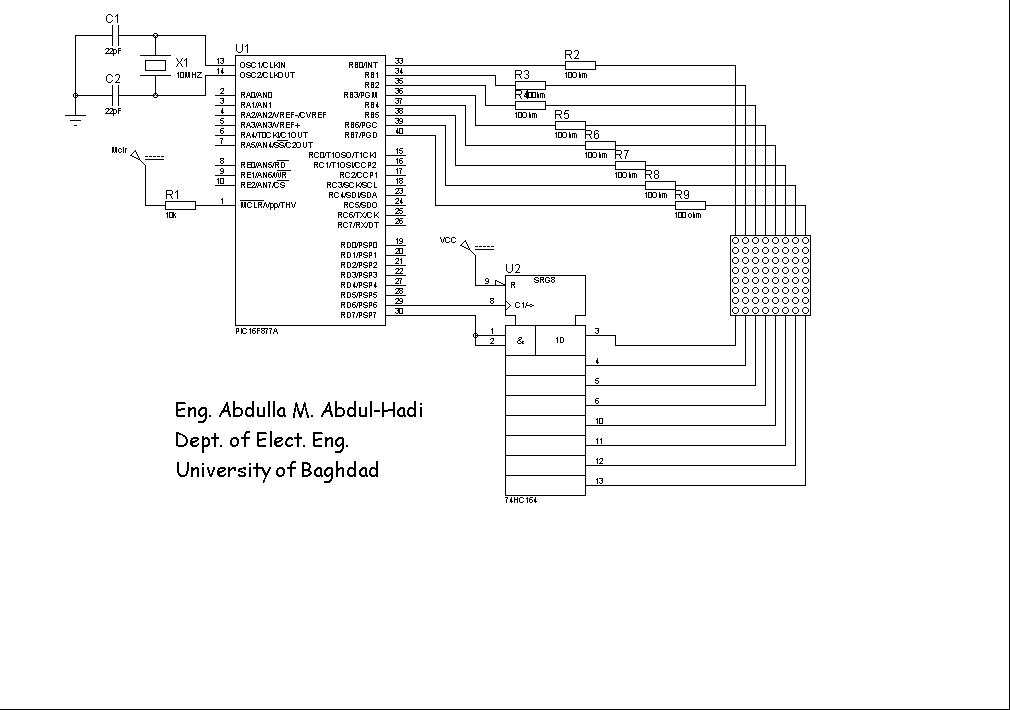 C1
22pF
X1
10MHZ
C2
22pF
U1
13 OSC1/CLKIN
14 OSC2/CLKOUT
2 RA0/AN0
3 RA1/AN1
4 RA2/AN2/VREF-/CVREF
5 RA3/AN3/VREF+
6 RA4/T0CKI/C1OUT
7 RA5/AN4/SS/C2OUT
8 RE0/AN5/RD
9 RE1/AN6/WR
10 RE2/AN7/CS
1 MCLR/Vpp/THV
RB0/INT 33
RB1 34
RB2 35
RB3/PGM 36
RB4 37
RB5 38
RB6/PGC 39
RB7/PGD 40
RC0/T1OSO/T1CKI 15
RC1/T1OSI/CCP2 16
RC2/CCP1 17
RC3/SCK/SCL 18
RC4/SDI/SDA 23
RC5/SDO 24
RC6/TX/CK 25
RC7/RX/DT 26
RD0/PSP0 19
RD1/PSP1 20
RD2/PSP2 21
RD3/PSP3 22
RD4/PSP4 27
RD5/PSP5 28
RD6/PSP6 29
RD7/PSP7 30
PIC16F877A
Mclr
R1
10k
R2
100 ohm
R3
100 ohm
R4
100 ohm
R5
100 ohm
R6
100 ohm
R7
100 ohm
R8
100 ohm
R9
100 ohm
VCC
U2
SRG8
9 R
8 C1/->
1
2
& 1D
3
4
5
6
10
11
12
13
74HC164
Eng. Abdulla M. Abdul-Hadi
Dept. of Elect. Eng.
University of Baghdad